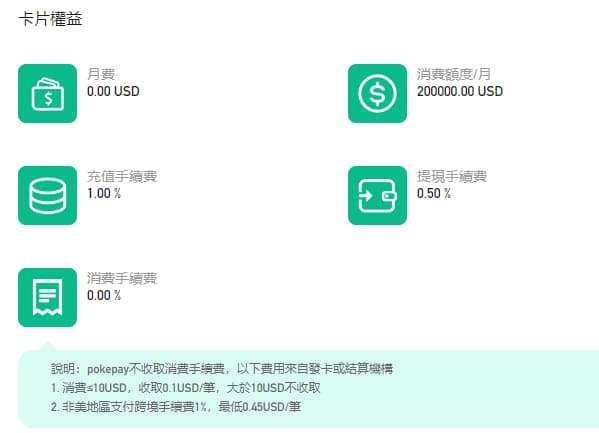 卡片權益
月費
0.00 USD
消費額度/月
200000.00 USD
充值手續費
1.00 %
提現手續費
0.50 %
消費手續費
0.00 %
說明：pokepay不收取消費手續費，以下費用來自發卡或結算機構
1. 消費≤10USD，收取0.1USD/筆，大於10USD不收取
2. 非美地區支付跨境手續費1%，最低0.45USD/筆